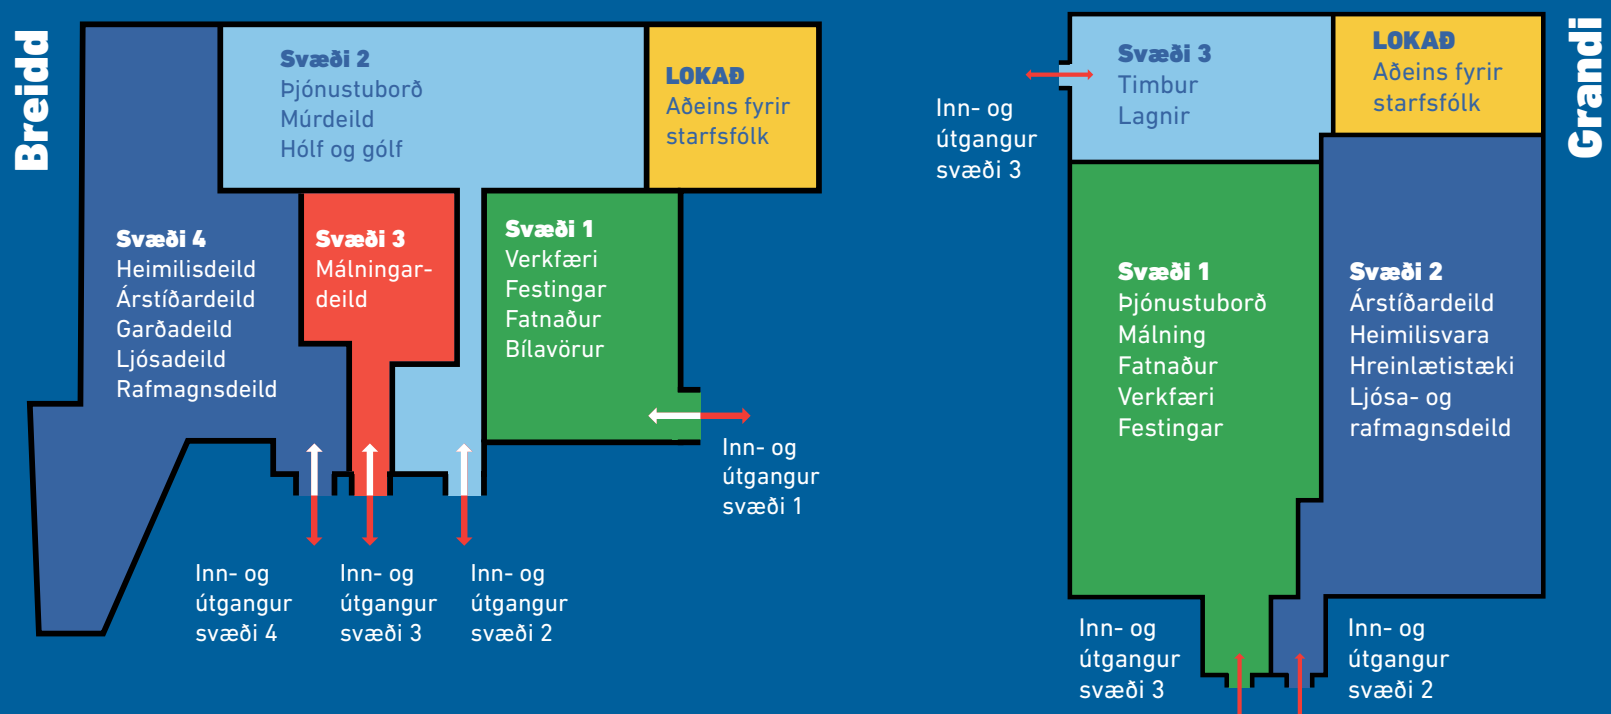 Breidd
Svæði 2
Þjónustuborð
Múrdeild
Hólf og gólf
LOKAÐ
Aðeins fyrir
starfsfólk
Svæði 4
Heimilisdeild
Árstíðardeild
Garðadeild
Ljósadeild
Rafmagnsdeild
Svæði 3
Málningar-
deild
Svæði 1
Verkfæri
Festingar
Fatnaður
Bílavörur
Inn- og
útgangur
svæði 1
Inn- og
útgangur
svæði 4
Inn- og
útgangur
svæði 3
Inn- og
útgangur
svæði 2
Grandi
Svæði 3
Timbur
Lagnir
LOKAÐ
Aðeins fyrir
starfsfólk
Inn- og
útgangur
svæði 3
Svæði 1
Þjónustuborð
Málning
Fatnaður
Verkfæri
Festingar
Svæði 2
Árstíðardeild
Heimilisvara
Hreinlætistæki
Ljósa- og
rafmagnsdeild
Inn- og
útgangur
svæði 3
Inn- og
útgangur
svæði 2